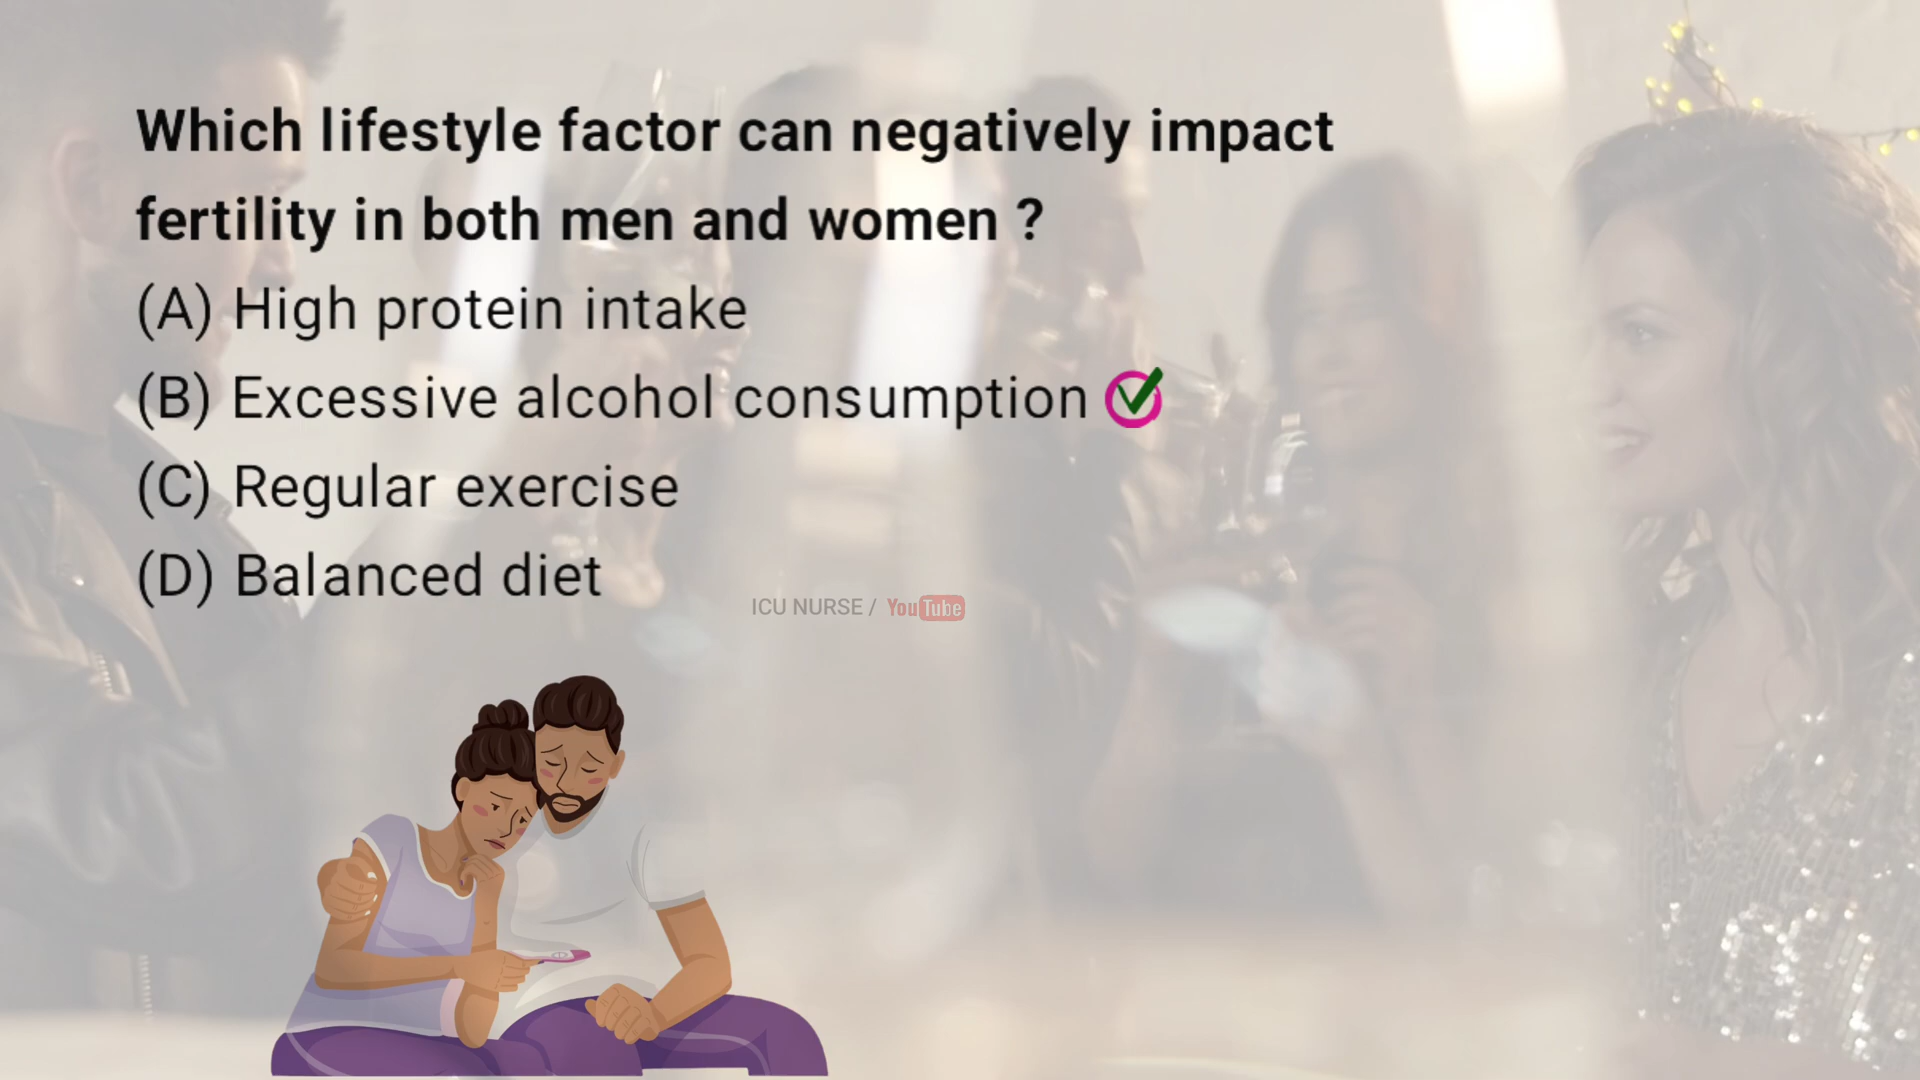 Which lifestyle factor can negatively impact
fertility in both men and women ?
(A) High protein intake
(B) Excessive alcohol consumption
(C) Regular exercise
(D) Balanced diet
ICU NURSE / YouTube